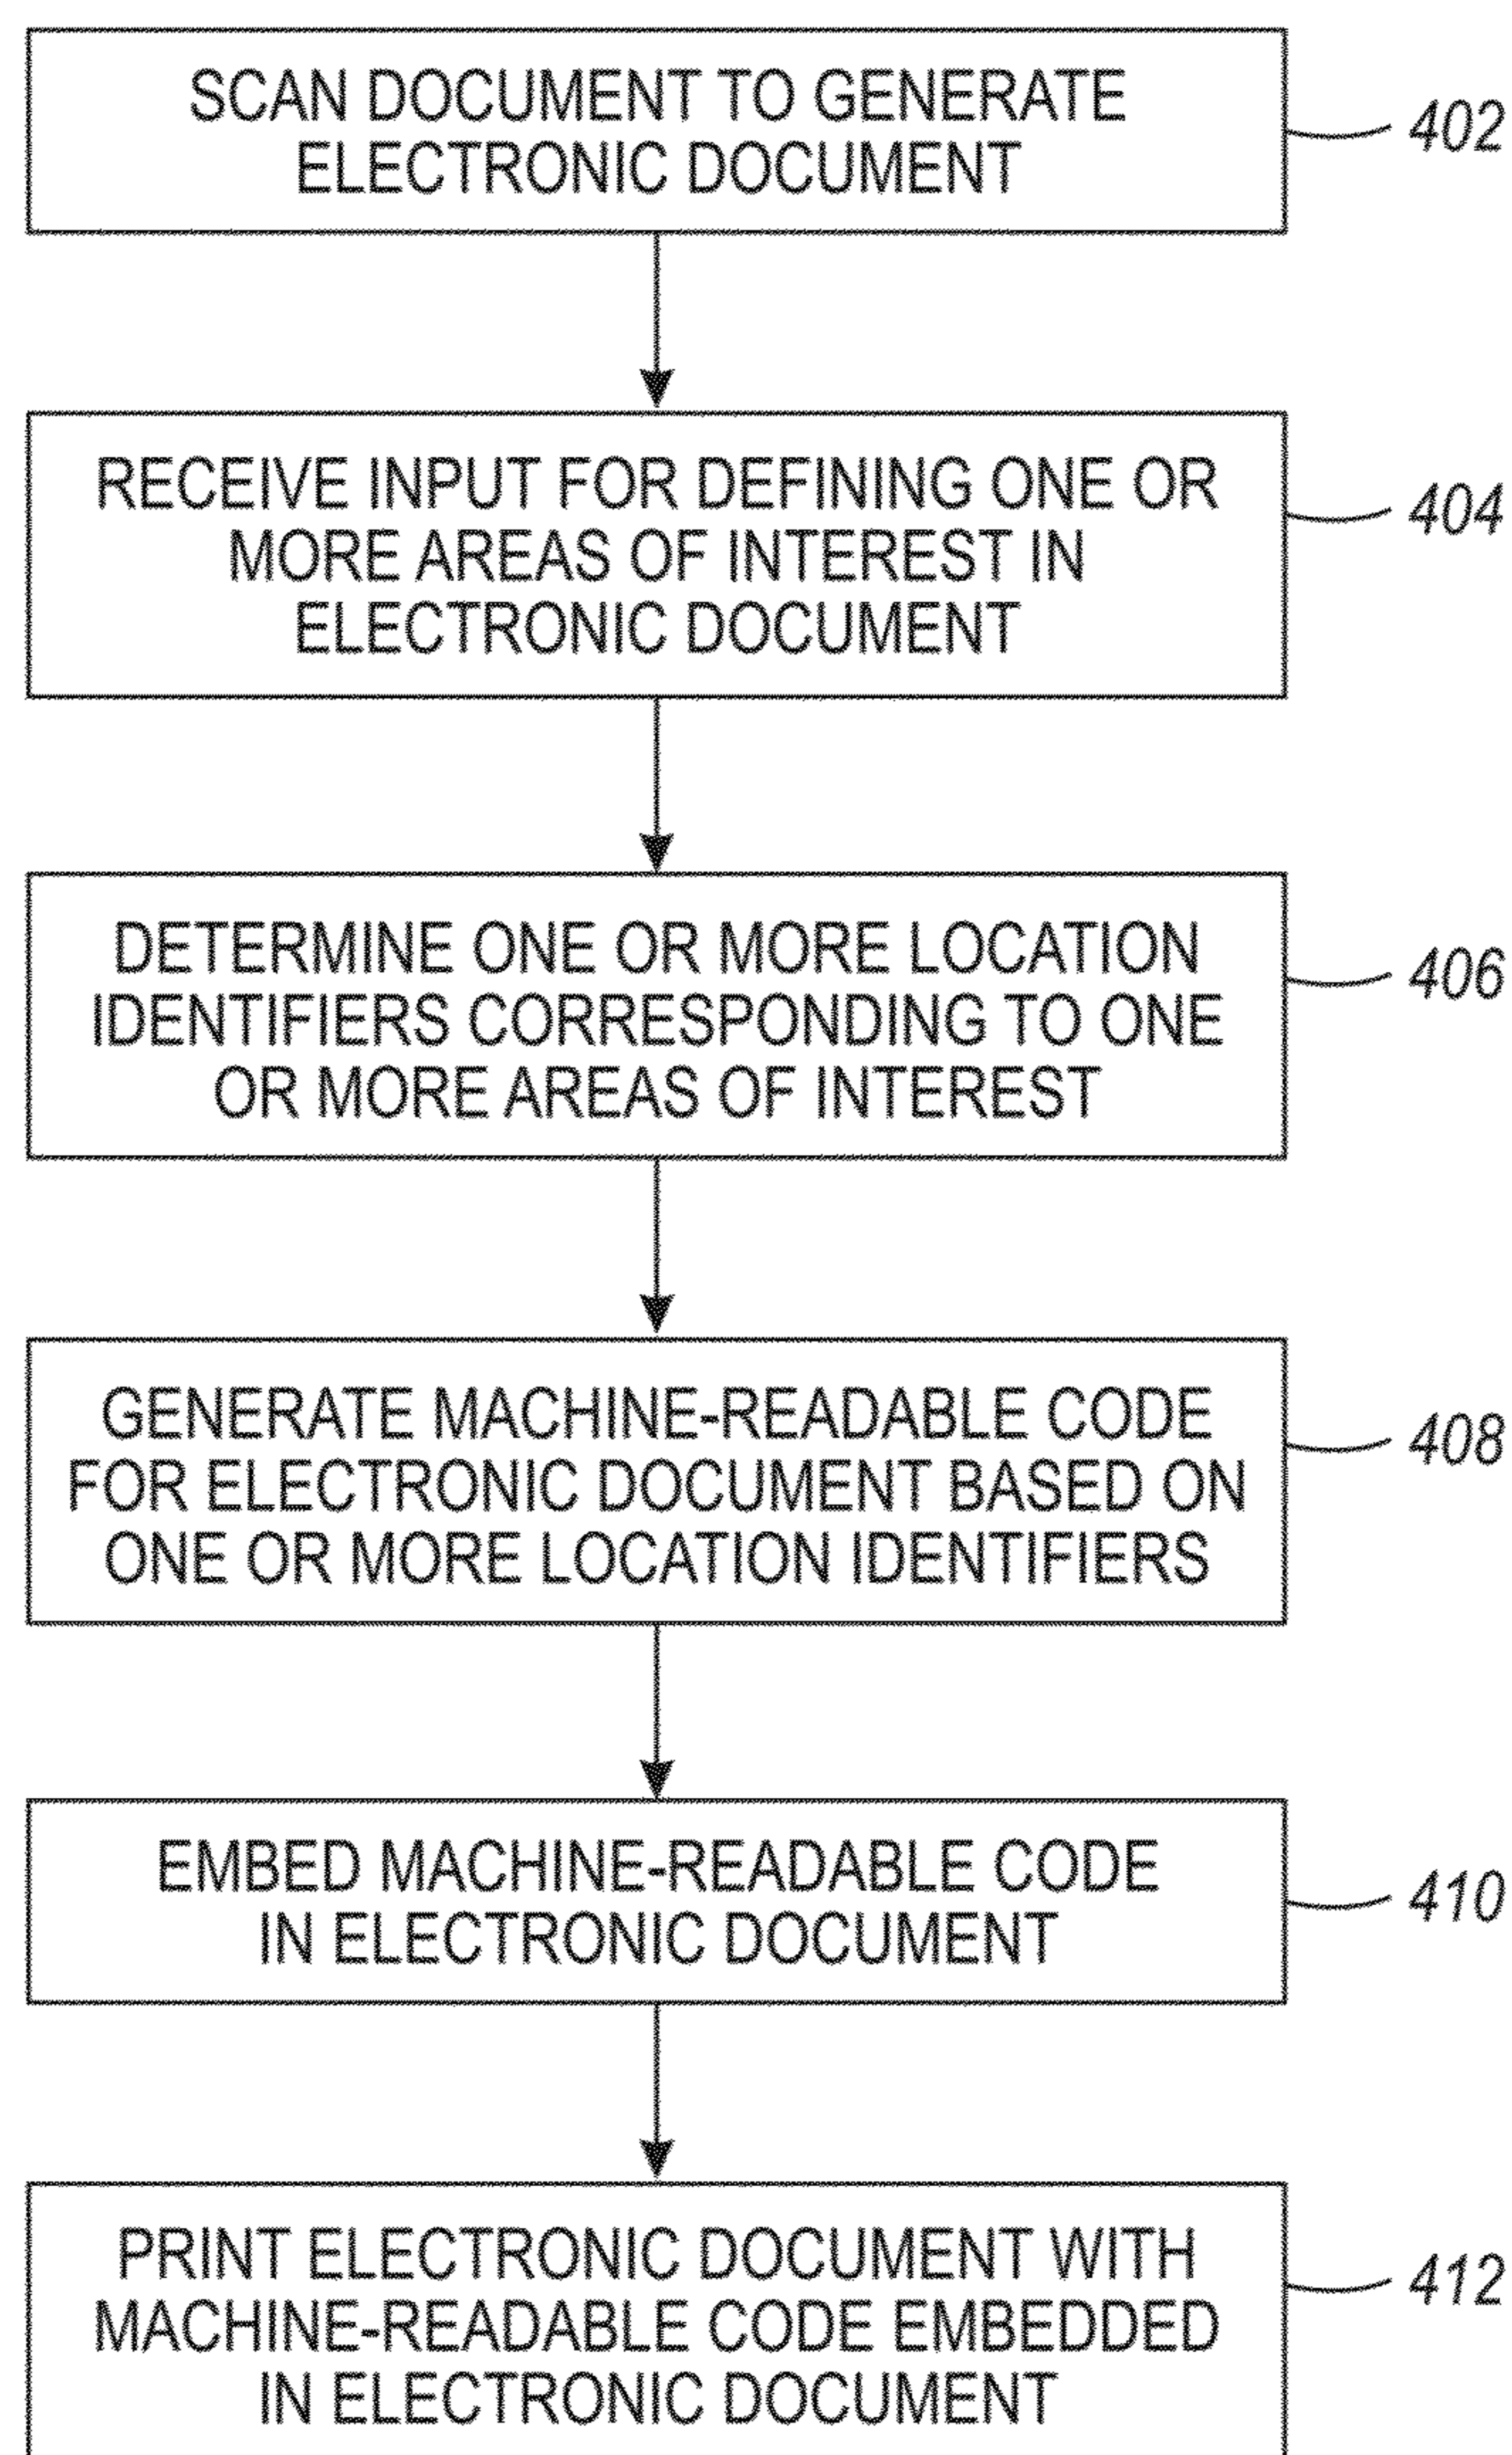 SCAN DOCUMENT TO GENERATE
ELECTRONIC DOCUMENT
402
RECEIVE INPUT FOR DEFINING ONE OR
MORE AREAS OF INTEREST IN
ELECTRONIC DOCUMENT
404
DETERMINE ONE OR MORE LOCATION
IDENTIFIERS CORRESPONDING TO ONE
OR MORE AREAS OF INTEREST
406
GENERATE MACHINE-READABLE CODE
FOR ELECTRONIC DOCUMENT BASED ON
ONE OR MORE LOCATION IDENTIFIERS
408
EMBED MACHINE-READABLE CODE
IN ELECTRONIC DOCUMENT
410
PRINT ELECTRONIC DOCUMENT WITH
MACHINE-READABLE CODE EMBEDDED
IN ELECTRONIC DOCUMENT
412